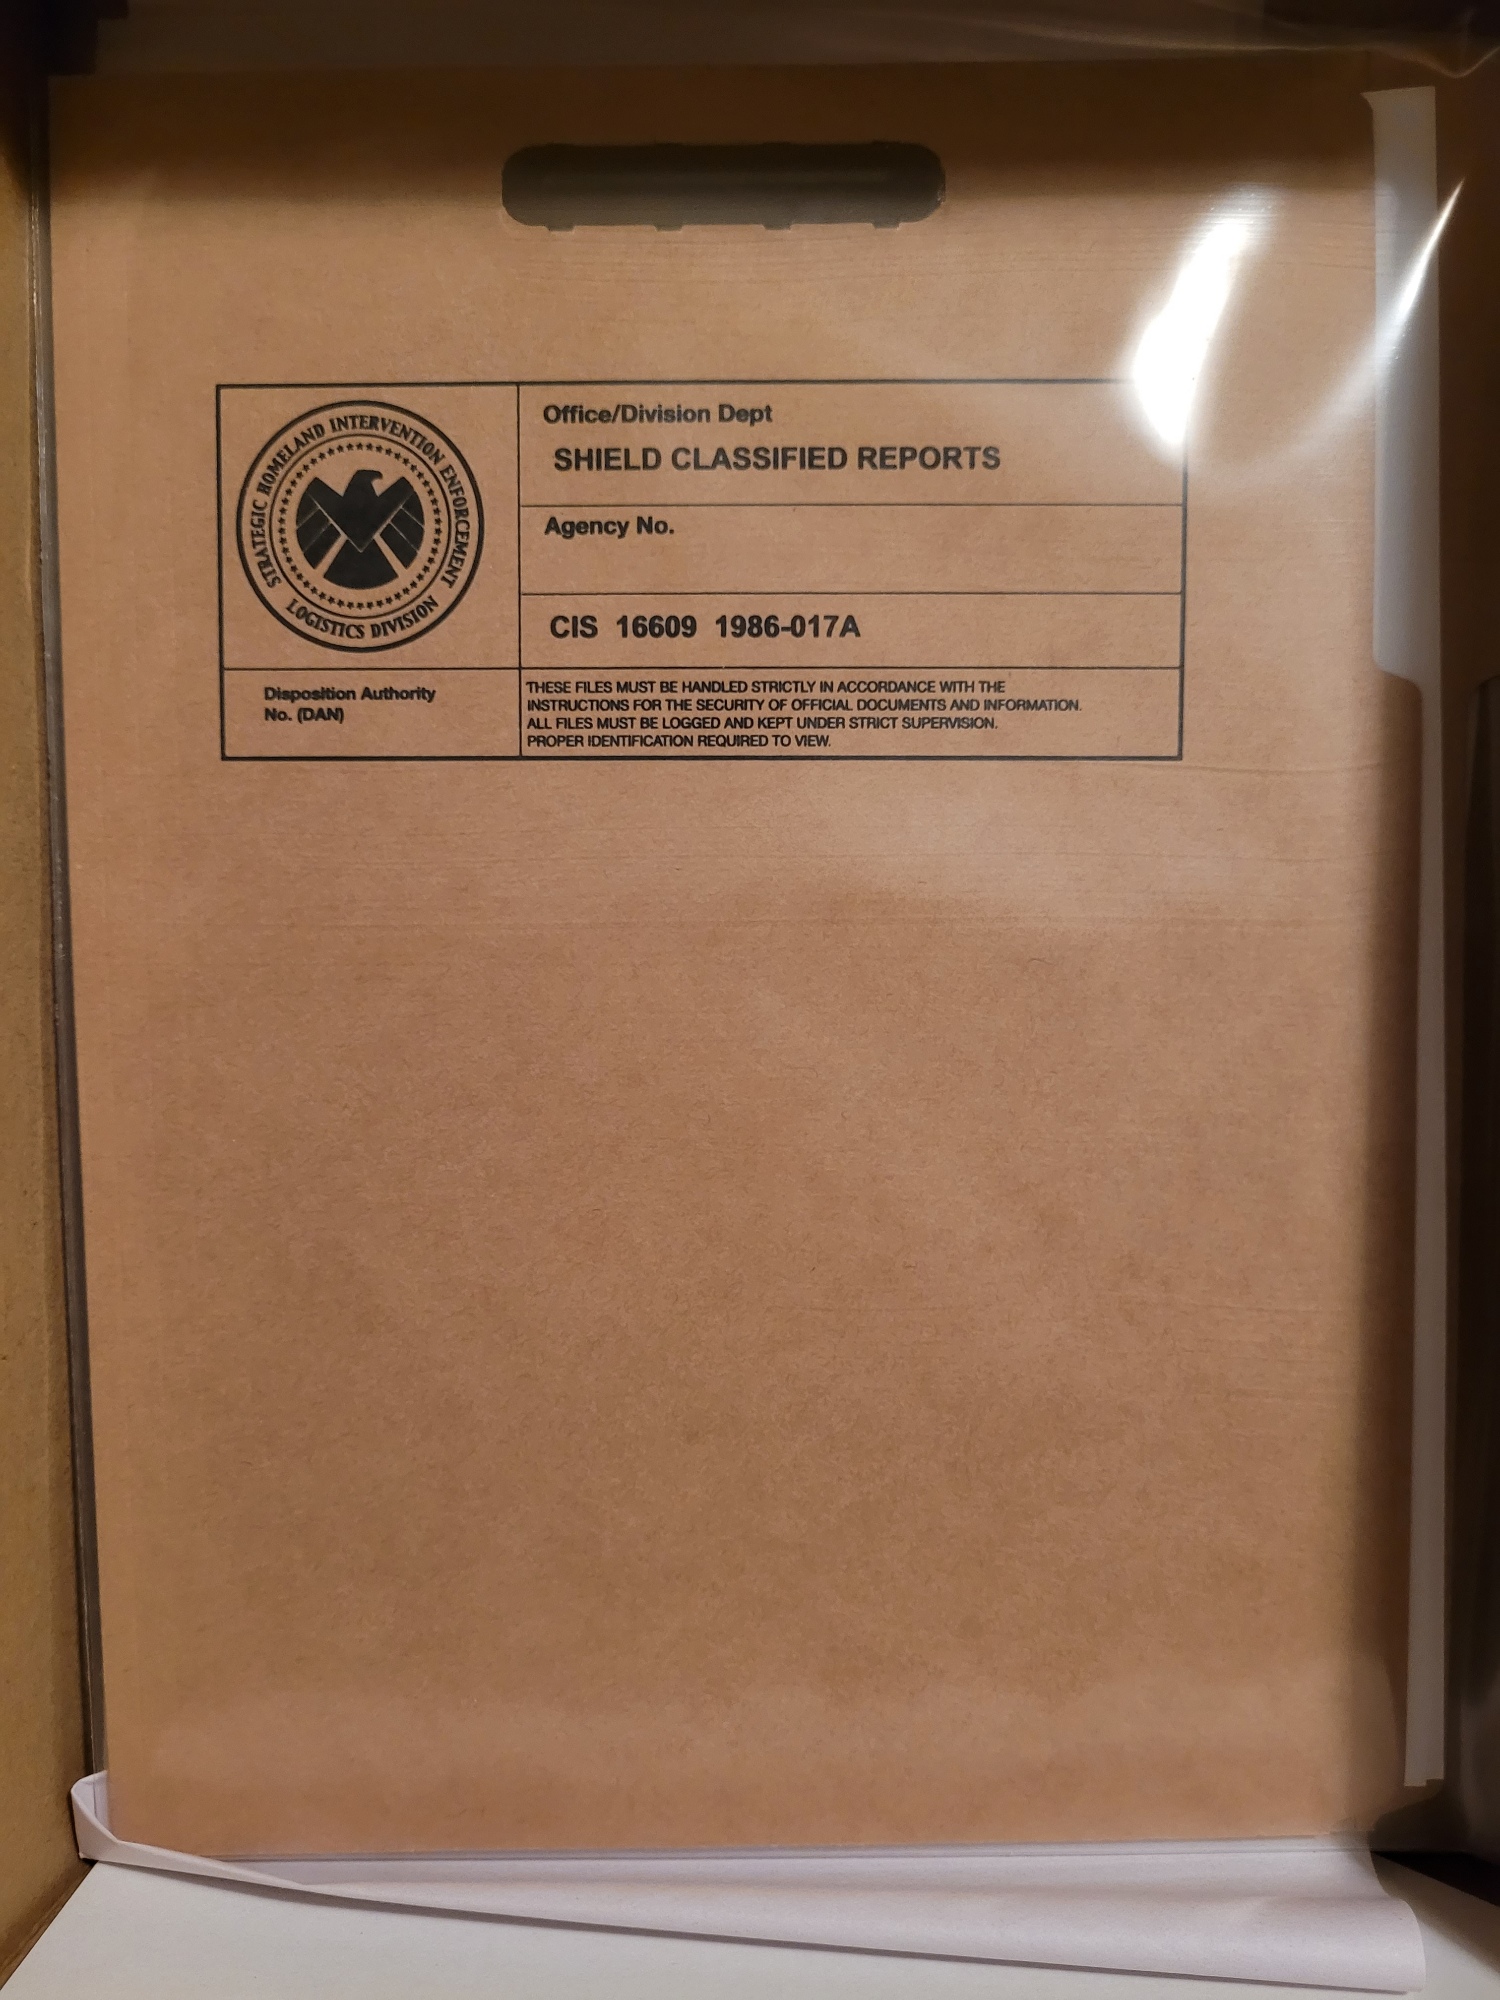 STRATEGIC HOMELAND INTERVENTION ENFORCEMENT
LOGISTICS DIVISION
Office/Division Dept
SHIELD CLASSIFIED REPORTS
Agency No.
CIS 16609 1986-017A
Disposition Authority
No. (DAN)
THESE FILES MUST BE HANDLED STRICTLY IN ACCORDANCE WITH THE
INSTRUCTIONS FOR THE SECURITY OF OFFICIAL DOCUMENTS AND INFORMATION.
ALL FILES MUST BE LOGGED AND KEPT UNDER STRICT SUPERVISION.
PROPER IDENTIFICATION REQUIRED TO VIEW.